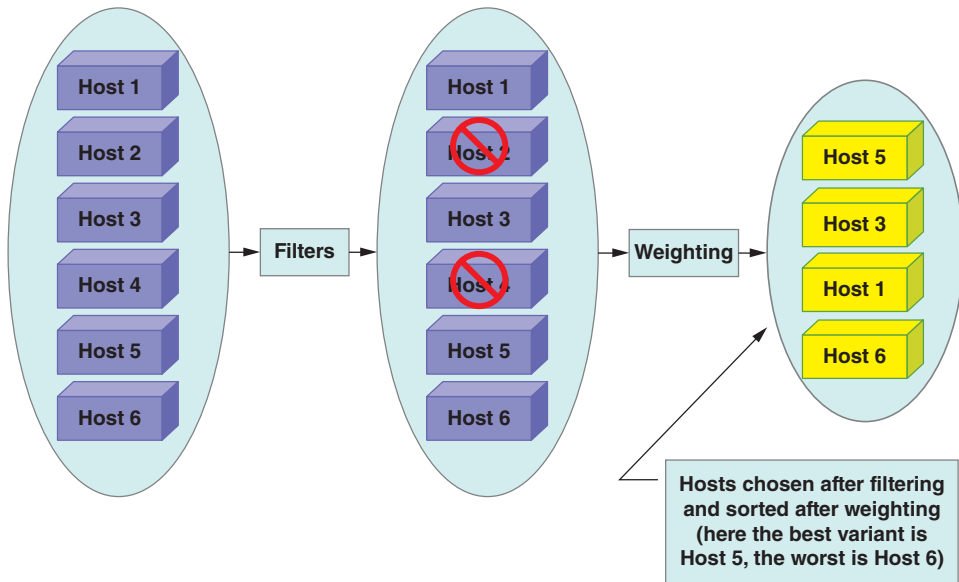 Host 1
Host 2
Host 3
Host 4
Host 5
Host 6
Filters
Host 1
Host 2
Host 3
Host 4
Host 5
Host 6
Weighting
Host 5
Host 3
Host 1
Host 6
Hosts chosen after filtering
and sorted after weighting
(here the best variant is
Host 5, the worst is Host 6)